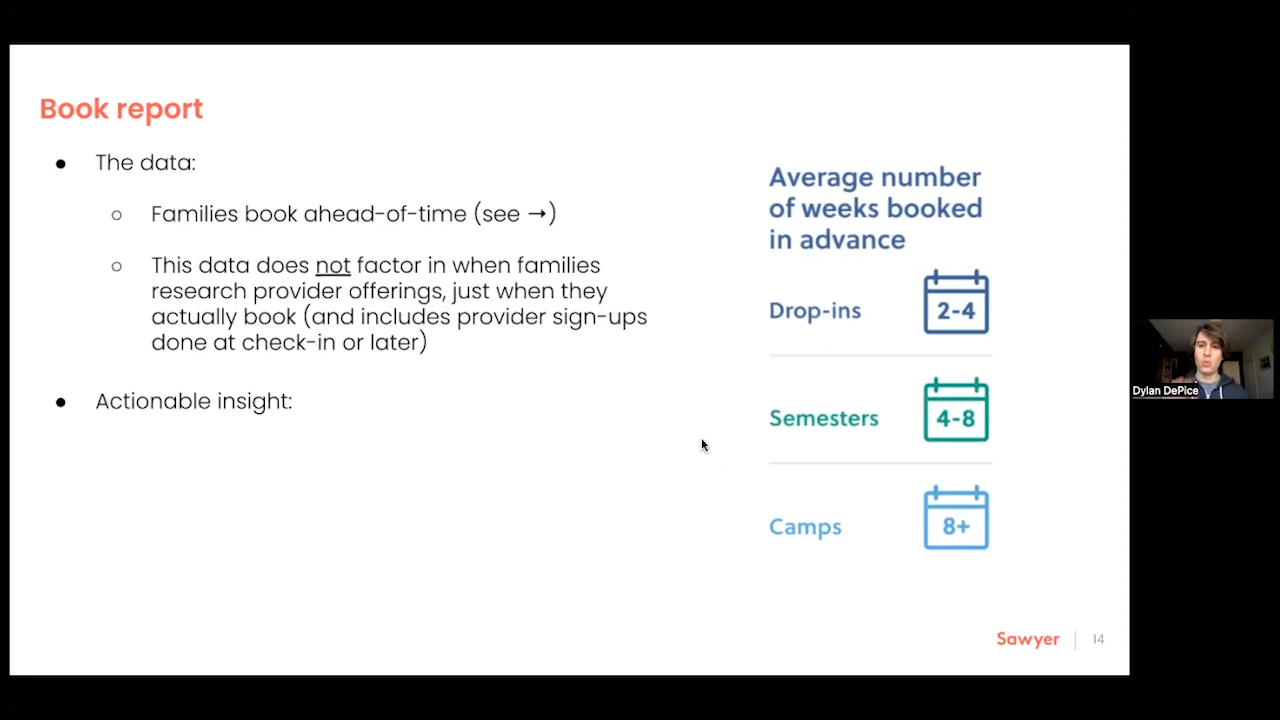 Book report
● The data:
○ Families book ahead-of-time (see →)
○ This data does not factor in when families
research provider offerings, just when they
actually book (and includes provider sign-ups
done at check-in or later)
● Actionable insight:
Average number
of weeks booked
in advance
Drop-ins 2-4
Semesters 4-8
Camps 8+
Sawyer | 14
Dylan DePice